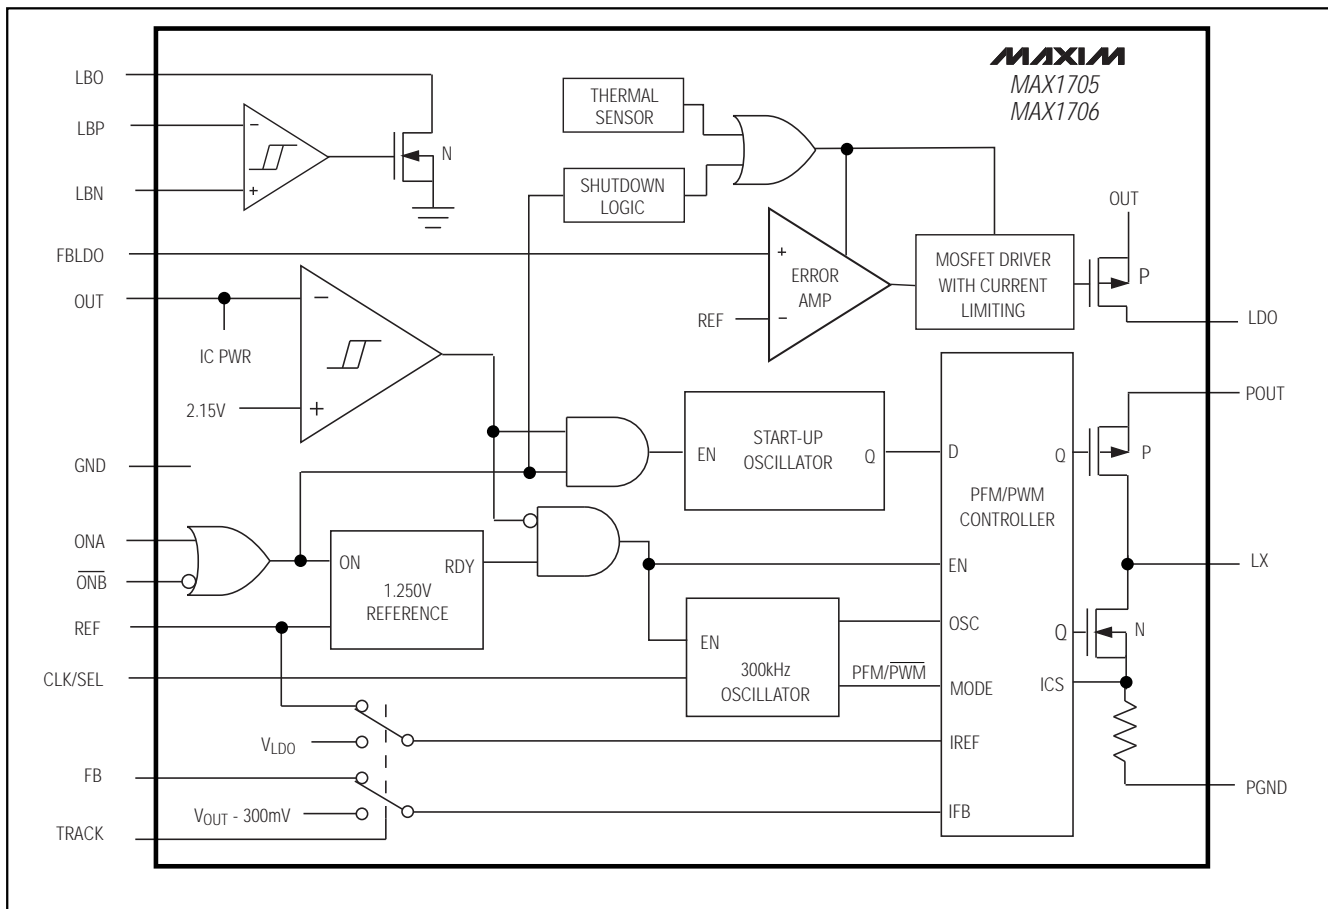 MAXIM
MAX1705
MAX1706
LBO
LBP
LBN
FBLDO
OUT
GND
ONA
ONB
REF
CLK/SEL
FB
TRACK
−
+
N
THERMAL
SENSOR
SHUTDOWN
LOGIC
+
−
ERROR
AMP
REF
MOSFET DRIVER
WITH CURRENT
LIMITING
OUT
P
LDO
−
+
IC PWR
2.15V
EN
START-UP
OSCILLATOR
Q
ON
RDY
1.250V
REFERENCE
EN
300kHz
OSCILLATOR
PFM/PWM
D
PFM/PWM
CONTROLLER
EN
OSC
MODE
IREF
IFB
Q
Q
ICS
P
N
POUT
LX
PGND
VLDO
VOUT - 300mV